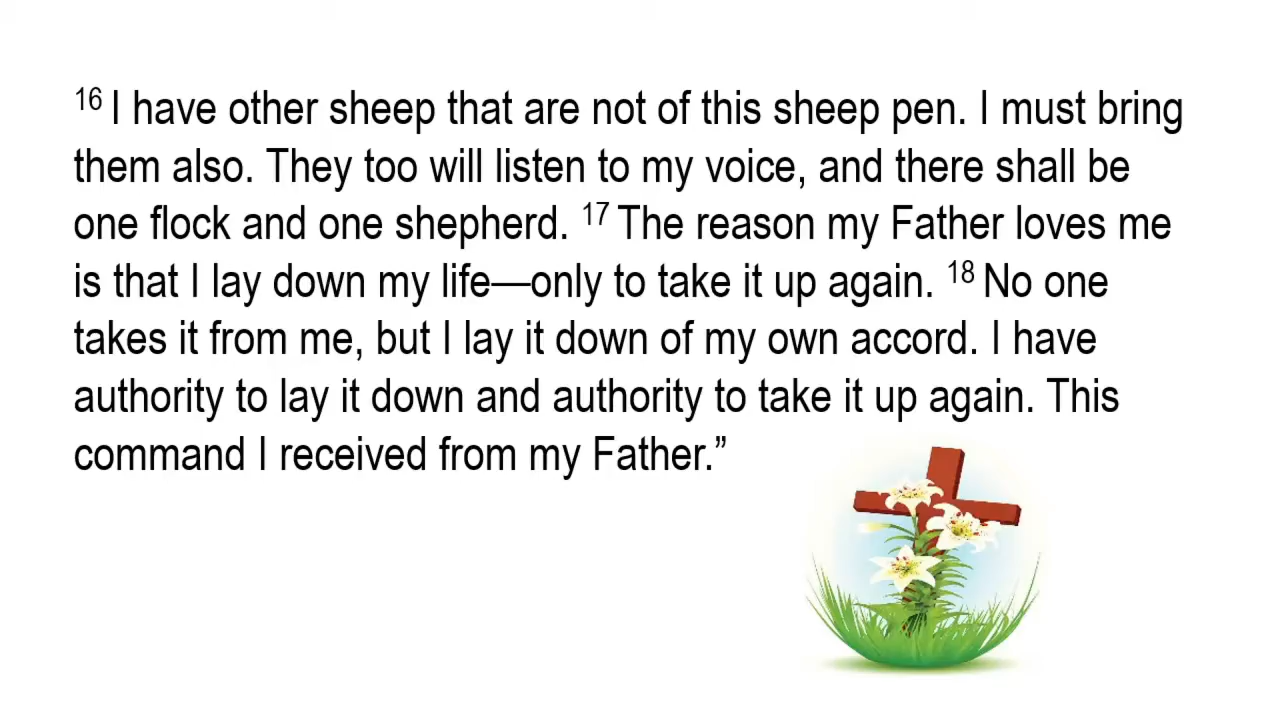 16 I have other sheep that are not of this sheep pen. I must bring
them also. They too will listen to my voice, and there shall be
one flock and one shepherd. 17 The reason my Father loves me
is that I lay down my life—only to take it up again. 18 No one
takes it from me, but I lay it down of my own accord. I have
authority to lay it down and authority to take it up again. This
command I received from my Father.”